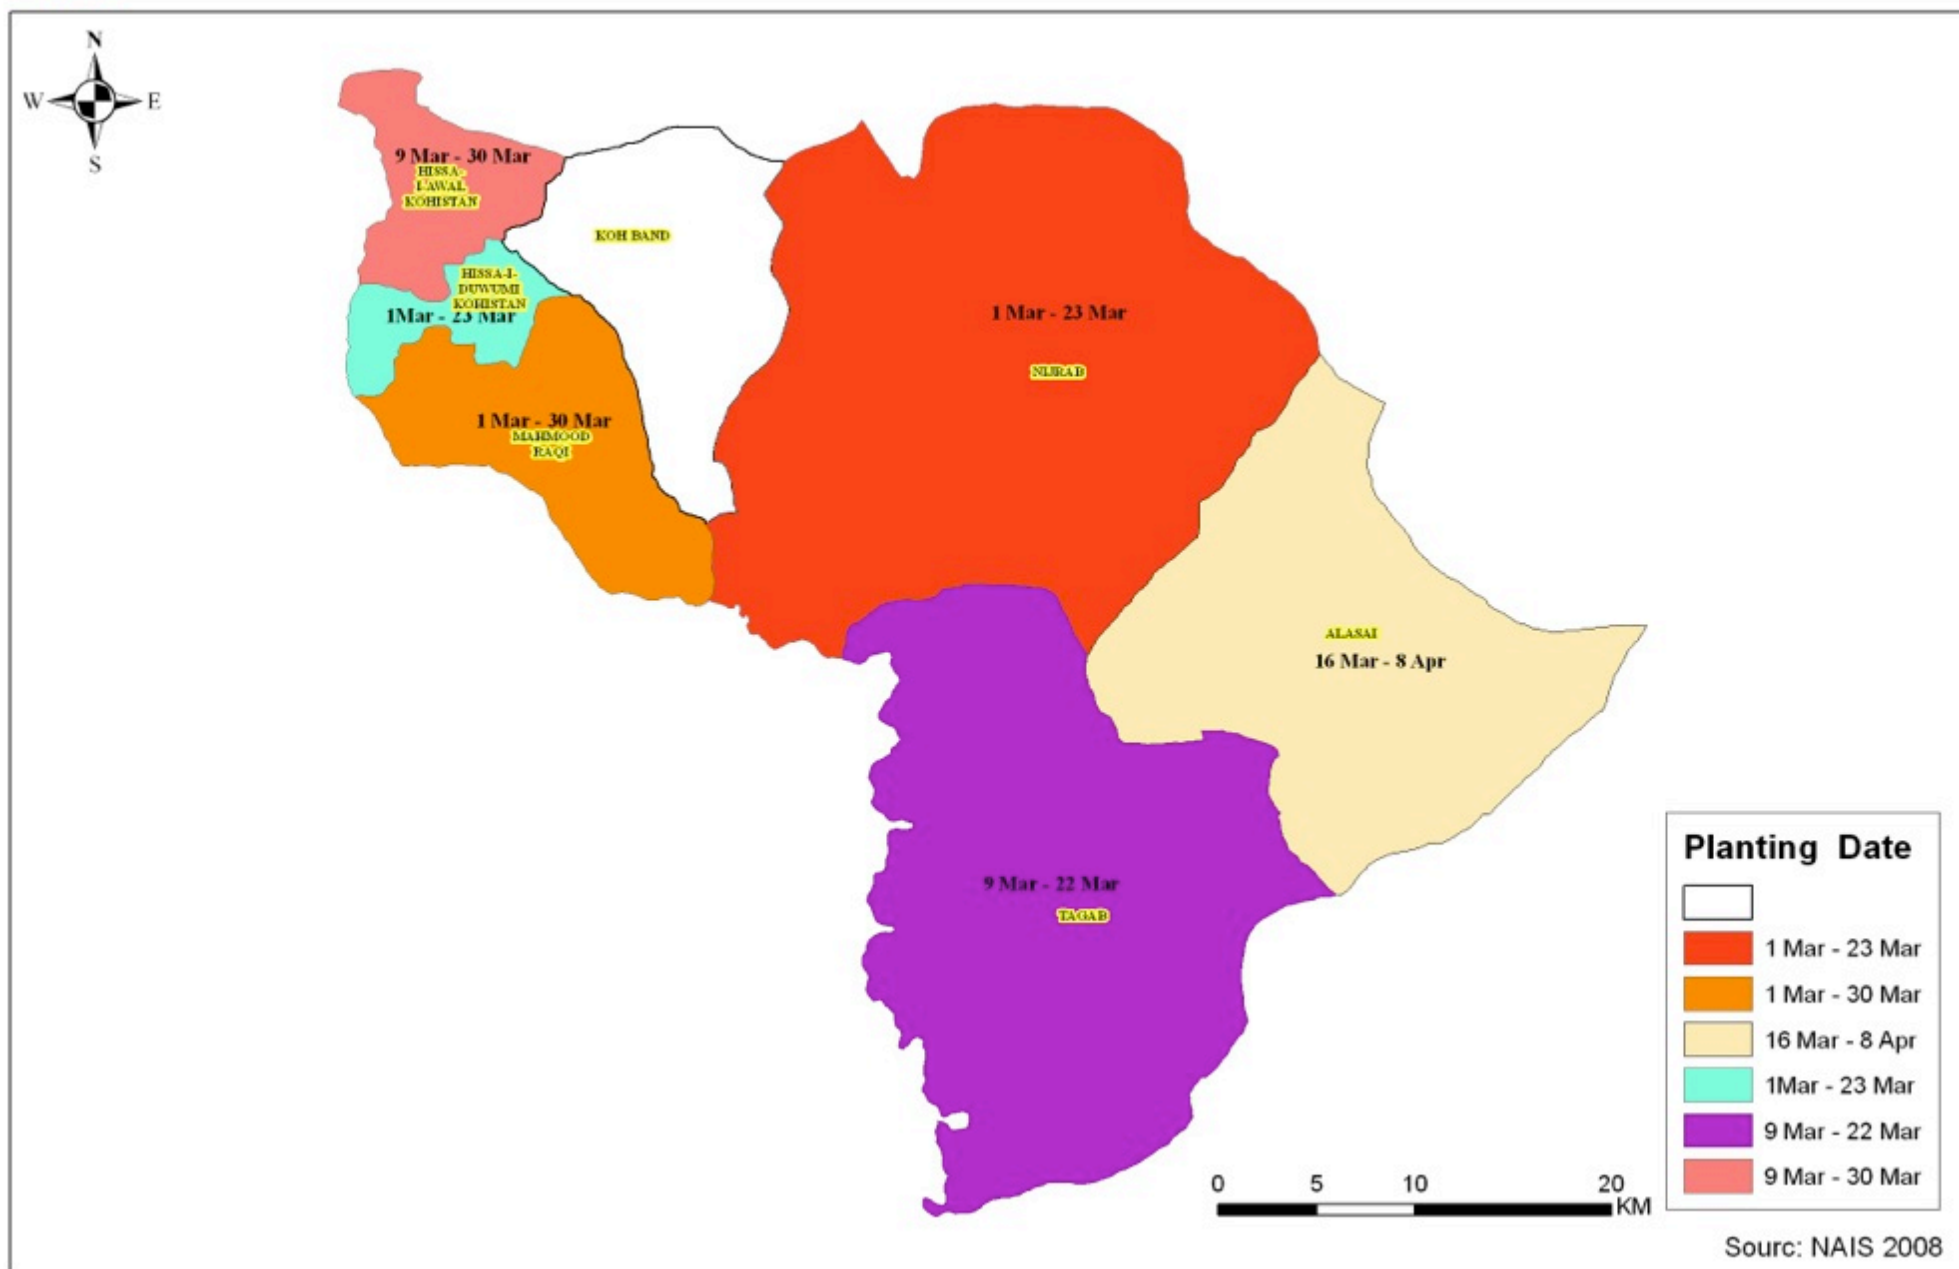 N
W E
S
9 Mar - 30 Mar
HISSA-
I-AWAL
KOHISTAN
KOH BAND
HISSA-I-
DUWUMI
KOHISTAN
1Mar - 23 Mar
1 Mar - 23 Mar
NIJRAB
1 Mar - 30 Mar
MAHMOOD
RAQI
ALASAI
16 Mar - 8 Apr
9 Mar - 22 Mar
TAGAB
Planting Date
1 Mar - 23 Mar
1 Mar - 30 Mar
16 Mar - 8 Apr
1Mar - 23 Mar
9 Mar - 22 Mar
9 Mar - 30 Mar
0 5 10 20
KM
Sourc: NAIS 2008